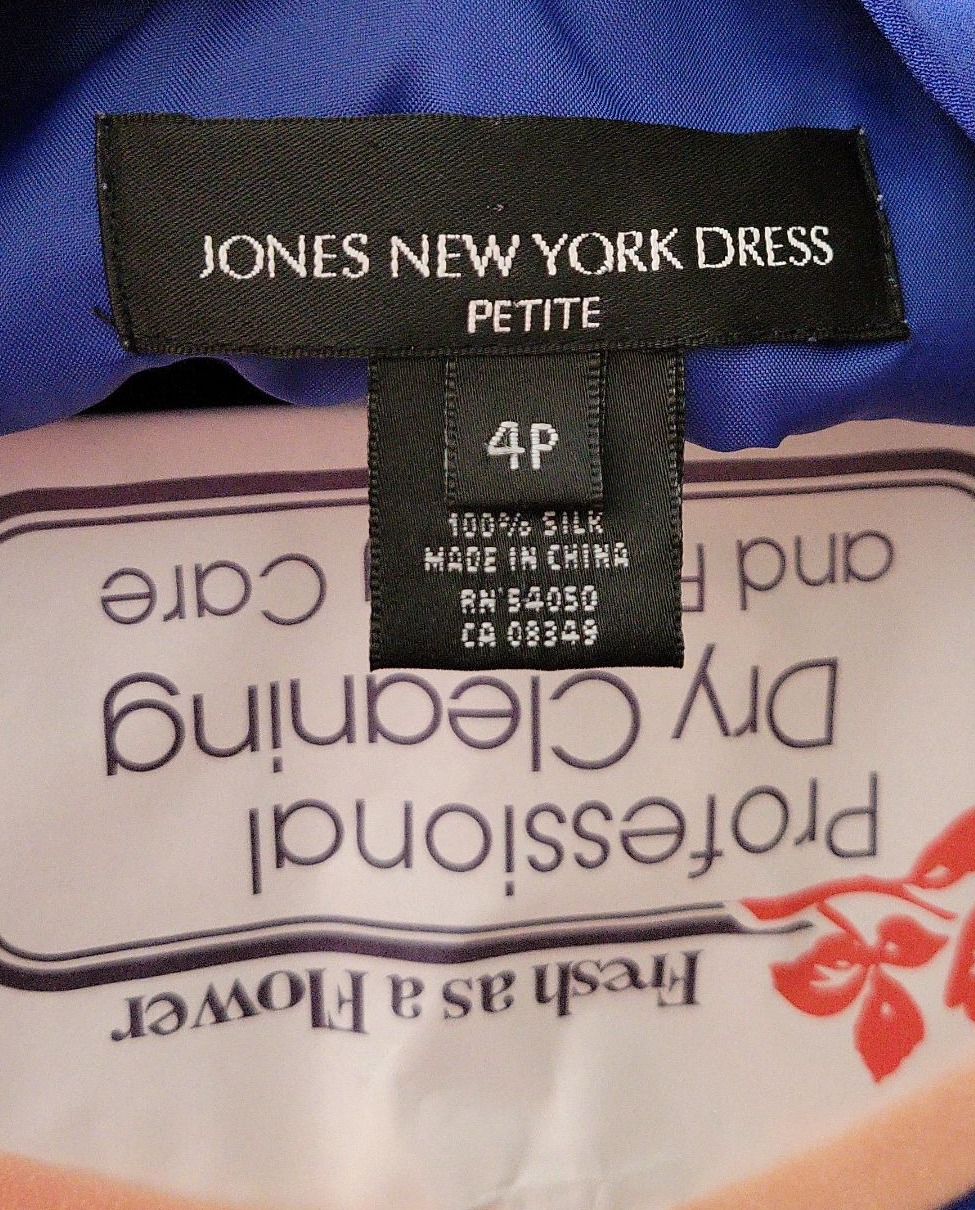 JONES NEW YORK DRESS
PETITE
4P
100% SILK
MADE IN CHINA
RN 54050
CA 08349
Fresh as a Flower
Professional
Dry Cleaning
and Care